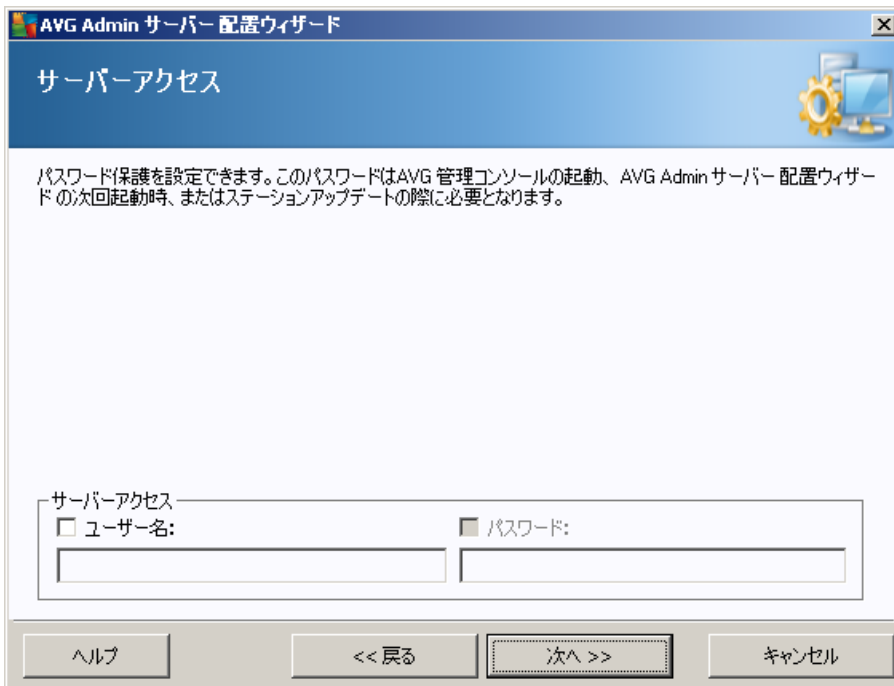 AVG Admin サーバー 配置ウィザード
サーバーアクセス
パスワード保護を設定できます。このパスワードはAVG 管理コンソールの起動、AVG Admin サーバー 配置ウィザー
ド の次回起動時、またはステーションアップデートの際に必要となります。
サーバーアクセス
ユーザー名:
パスワード:
ヘルプ
<< 戻る
次へ >>
キャンセル